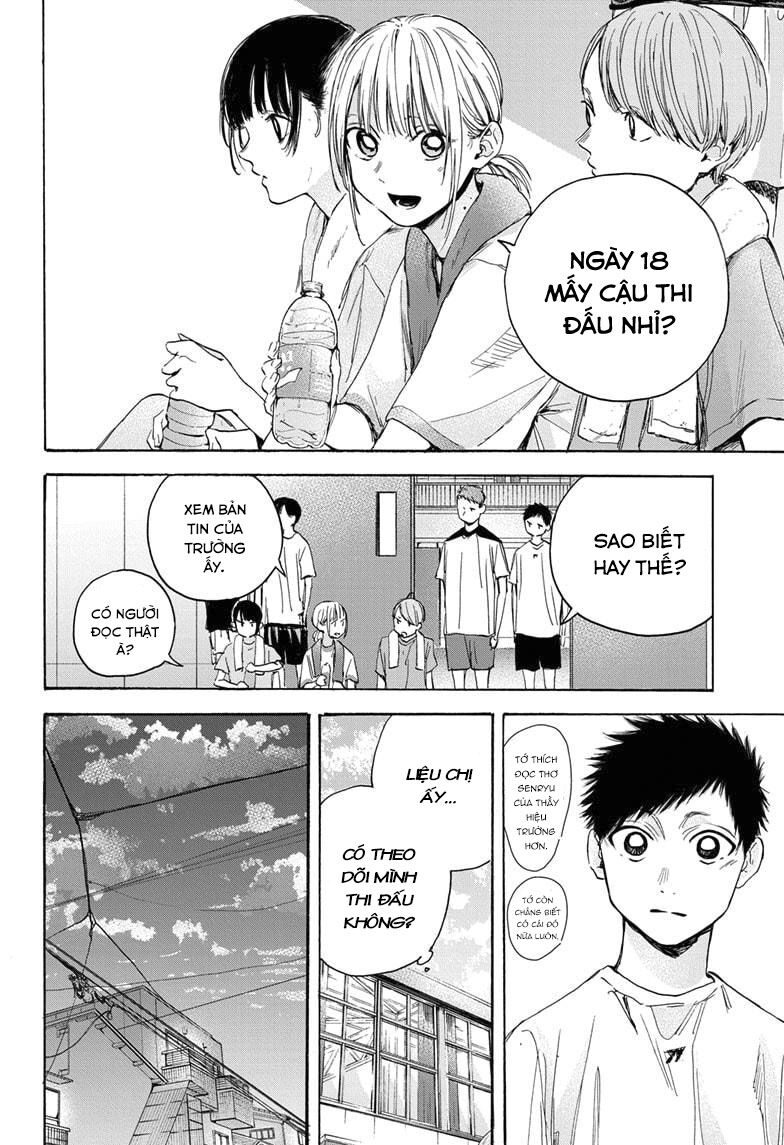 NGÀY 18
MẤY CẬU THI
ĐẤU NHỈ?
SAO BIẾT
HAY THẾ?
XEM BẢN
TIN CỦA
TRƯỜNG
ẤY.
CÓ NGƯỜI
ĐỌC THẬT
À?
TỚ THÍCH
ĐỌC THƠ
SENRYU
CỦA THẦY
HIỆU
TRƯỞNG
HƠN.
TỚ CÒN
CHẲNG BIẾT
CÓ CÁI ĐÓ
NỮA LUÔN.
LIỆU CHỊ
ẤY...
CÓ THEO
DÕI MÌNH
THI ĐẤU
KHÔNG?